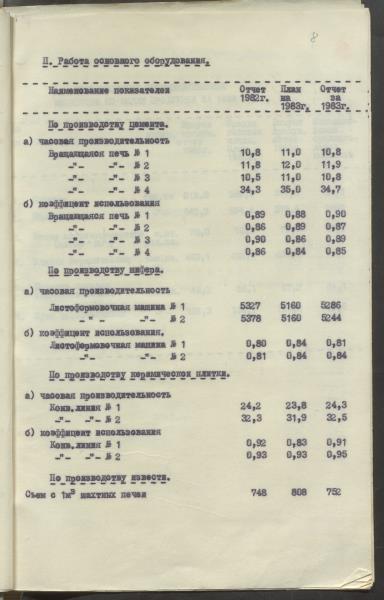 8
II. Работа основного оборудования.
Наименование показателей Отчет План Отчет
1982г. на за
1983г. 1983г.
По производству цемента.
а) часовая производительность
Вращающаяся печь № 1 10,8 11,0 10,8
-"- -"- № 2 11,8 12,0 11,9
-"- -"- № 3 10,5 11,0 10,8
-"- -"- № 4 34,3 35,0 34,7
б) коэффициент использования
Вращающаяся печь № 1 0,89 0,88 0,90
-"- -"- № 2 0,86 0,89 0,87
-"- -"- № 3 0,90 0,86 0,89
-"- -"- № 4 0,86 0,84 0,85
По производству шифера.
а) часовая производительность
Листоформовочная машина № 1 5327 5160 5286
-"- -"- № 2 5378 5160 5244
б) коэффициент использования.
Листоформовочная машина № 1 0,80 0,84 0,81
-"- -"- № 2 0,81 0,84 0,84
По производству керамической плитки.
а) часовая производительность
Конв.линия № 1 24,2 23,8 24,3
-"- -"- № 2 32,3 31,9 32,5
б) коэффициент использования
Конв.линия № 1 0,92 0,83 0,91
-"- -"- № 2 0,93 0,93 0,95
По производству извести.
Съем с 1м3 шахтных печей 748 808 752